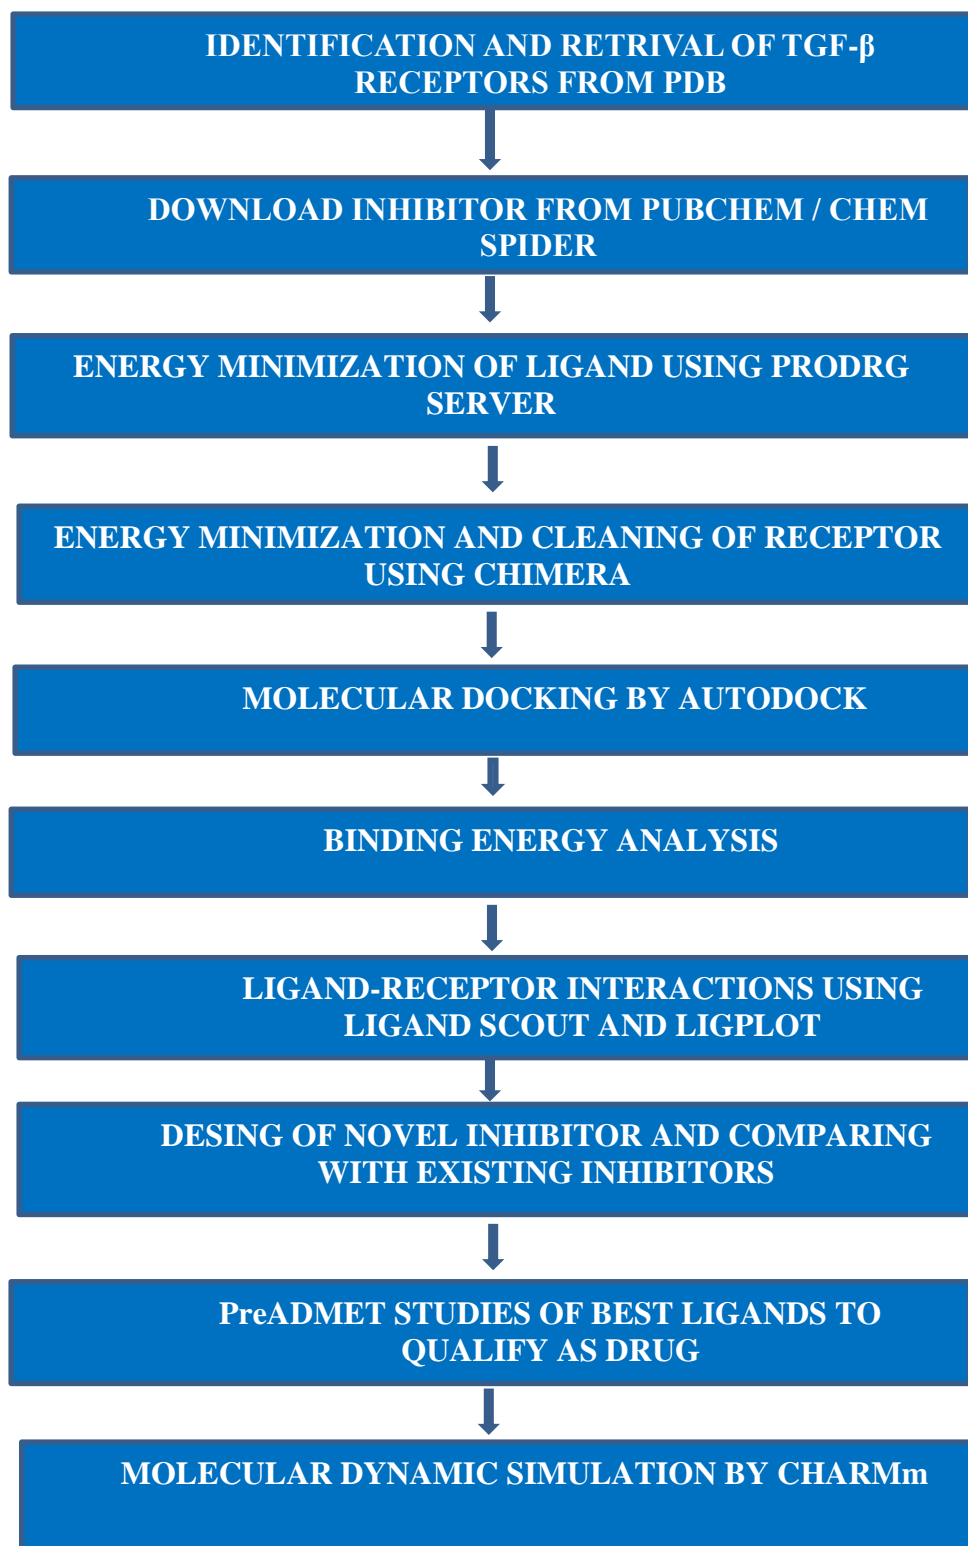 IDENTIFICATION AND RETRIVAL OF TGF-β
RECEPTORS FROM PDB
DOWNLOAD INHIBITOR FROM PUBCHEM / CHEM
SPIDER
ENERGY MINIMIZATION OF LIGAND USING PRODRG
SERVER
ENERGY MINIMIZATION AND CLEANING OF RECEPTOR
USING CHIMERA
MOLECULAR DOCKING BY AUTODOCK
BINDING ENERGY ANALYSIS
LIGAND-RECEPTOR INTERACTIONS USING
LIGAND SCOUT AND LIGPLOT
DESING OF NOVEL INHIBITOR AND COMPARING
WITH EXISTING INHIBITORS
PreADMET STUDIES OF BEST LIGANDS TO
QUALIFY AS DRUG
MOLECULAR DYNAMIC SIMULATION BY CHARMm